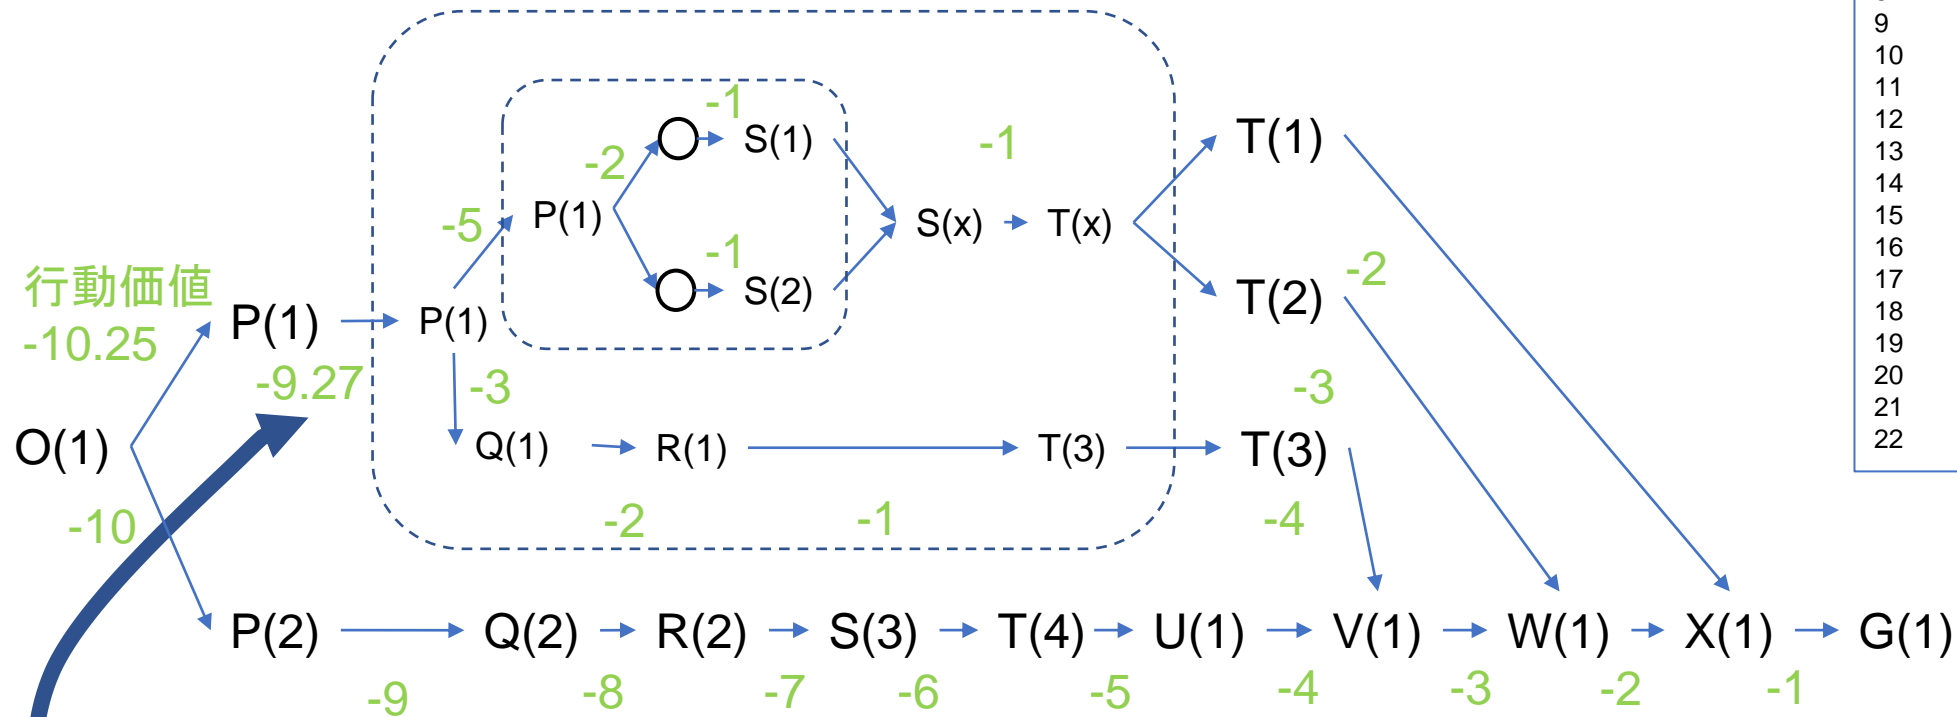 9
10
11
12
13
14
15
16
17
18
19
20
21
22
-1
-2
S(1)
-1
T(1)
-5
P(1)
-1
S(x)
T(x)
S(2)
T(2)
-2
行動価値
-10.25
P(1)
P(1)
-9.27
-3
-3
O(1)
Q(1)
R(1)
T(3)
T(3)
-10
-2
-1
-4
P(2)
Q(2)
R(2)
S(3)
T(4)
U(1)
V(1)
W(1)
X(1)
G(1)
-9
-8
-7
-6
-5
-4
-3
-2
-1